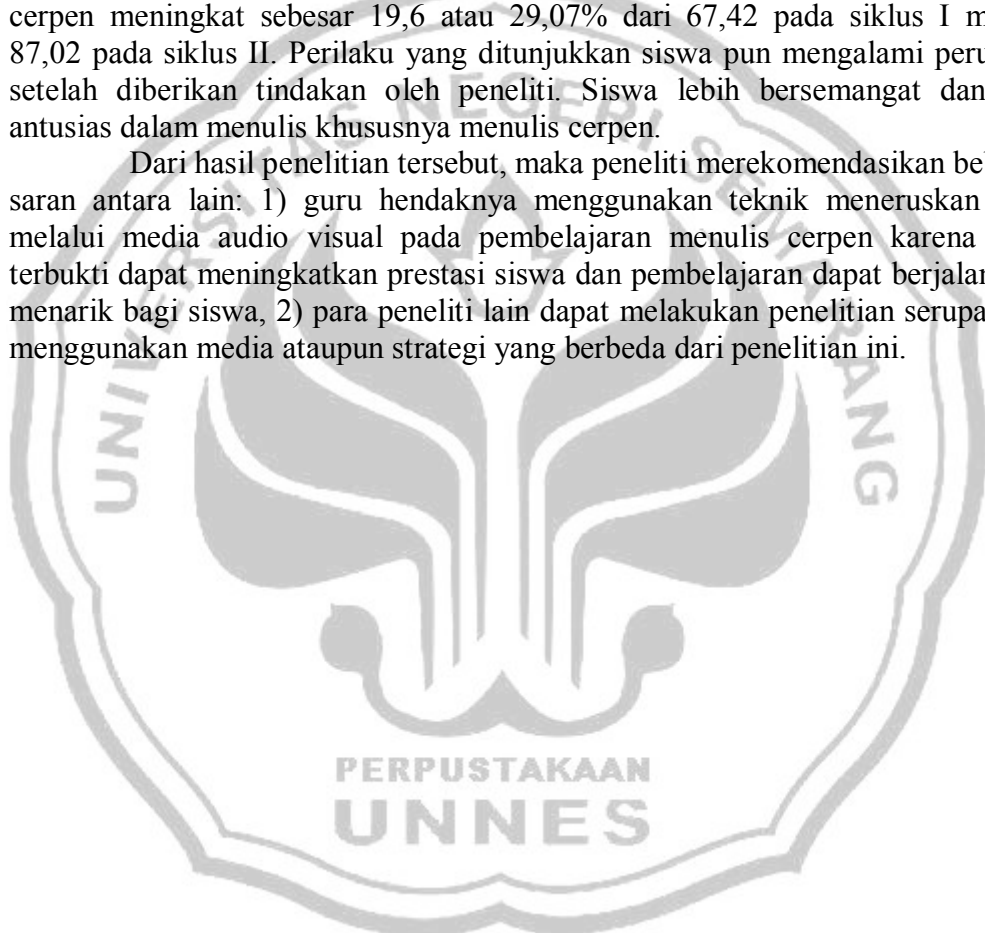 cerpen meningkat sebesar 19,6 atau 29,07% dari 67,42 pada siklus I m
87,02 pada siklus II. Perilaku yang ditunjukkan siswa pun mengalami peru
setelah diberikan tindakan oleh peneliti. Siswa lebih bersemangat dan
antusias dalam menulis khususnya menulis cerpen.
Dari hasil penelitian tersebut, maka peneliti merekomendasikan be
saran antara lain: 1) guru hendaknya menggunakan teknik meneruskan
melalui media audio visual pada pembelajaran menulis cerpen karena
terbukti dapat meningkatkan prestasi siswa dan pembelajaran dapat berjalan
menarik bagi siswa, 2) para peneliti lain dapat melakukan penelitian serupa
menggunakan media ataupun strategi yang berbeda dari penelitian ini.
UNIVERSITAS NEGERI SEMARANG
PERPUSTAKAAN
UNNES